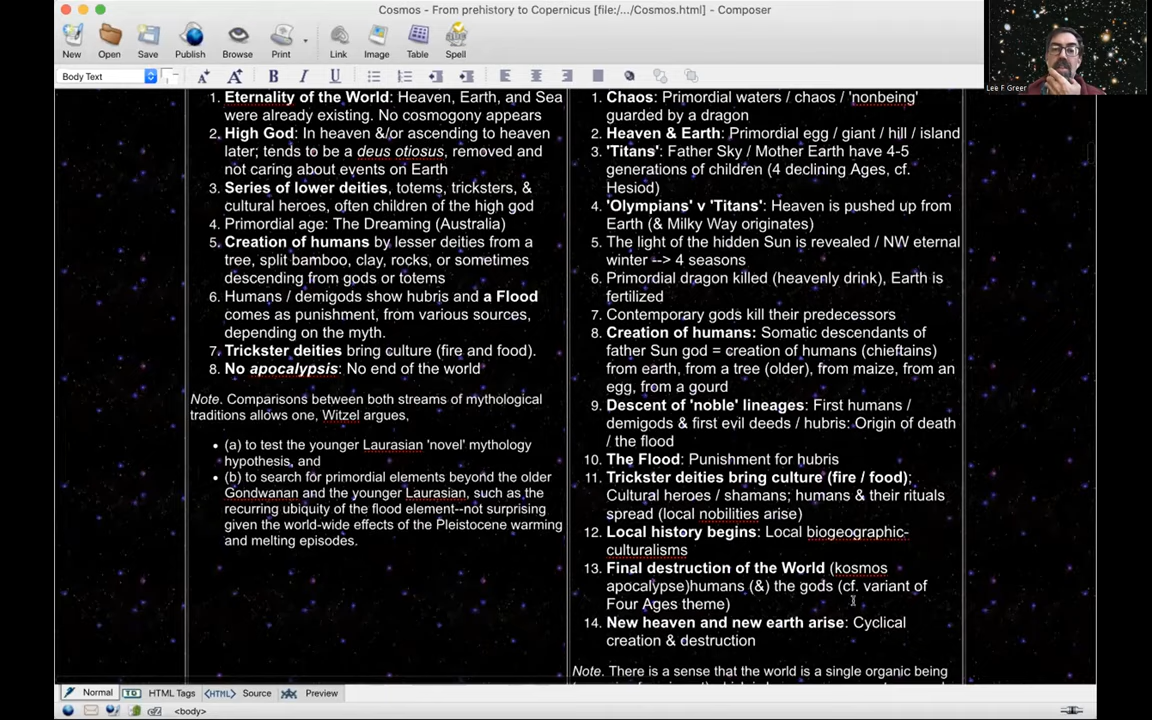 Cosmos - From prehistory to Copernicus [file:/.../Cosmos.html] - Composer
New Open Save Publish Browse Print Link Image Table Spell
Lee F Greer
Body Text
1. Eternality of the World: Heaven, Earth, and Sea
were already existing. No cosmogony appears
2. High God: In heaven &/or ascending to heaven
later; tends to be a deus otiosus, removed and
not caring about events on Earth
3. Series of lower deities, totems, tricksters, &
cultural heroes, often children of the high god
4. Primordial age: The Dreaming (Australia)
5. Creation of humans by lesser deities from a
tree, split bamboo, clay, rocks, or sometimes
descending from gods or totems
6. Humans / demigods show hubris and a Flood
comes as punishment, from various sources,
depending on the myth.
7. Trickster deities bring culture (fire and food).
8. No apocalypsis: No end of the world
Note. Comparisons between both streams of mythological
traditions allows one, Witzel argues,
• (a) to test the younger Laurasian 'novel' mythology
hypothesis, and
• (b) to search for primordial elements beyond the older
Gondwanan and the younger Laurasian, such as the
recurring ubiquity of the flood element--not surprising
given the world-wide effects of the Pleistocene warming
and melting episodes.
1. Chaos: Primordial waters / chaos / 'nonbeing'
guarded by a dragon
2. Heaven & Earth: Primordial egg / giant / hill / island
3. 'Titans': Father Sky / Mother Earth have 4-5
generations of children (4 declining Ages, cf.
Hesiod)
4. 'Olympians' v 'Titans': Heaven is pushed up from
Earth (& Milky Way originates)
5. The light of the hidden Sun is revealed / NW eternal
winter --> 4 seasons
6. Primordial dragon killed (heavenly drink), Earth is
fertilized
7. Contemporary gods kill their predecessors
8. Creation of humans: Somatic descendants of
father Sun god = creation of humans (chieftains)
from earth, from a tree (older), from maize, from an
egg, from a gourd
9. Descent of 'noble' lineages: First humans /
demigods & first evil deeds / hubris: Origin of death
/ the flood
10. The Flood: Punishment for hubris
11. Trickster deities bring culture (fire / food);
Cultural heroes / shamans; humans & their rituals
spread (local nobilities arise)
12. Local history begins: Local biogeographic-
culturalisms
13. Final destruction of the World (kosmos
apocalypse)humans (&) the gods (cf. variant of
Four Ages theme)
14. New heaven and new earth arise: Cyclical
creation & destruction
Note. There is a sense that the world is a single organic being
Normal HTML Tags Source Preview
<body>